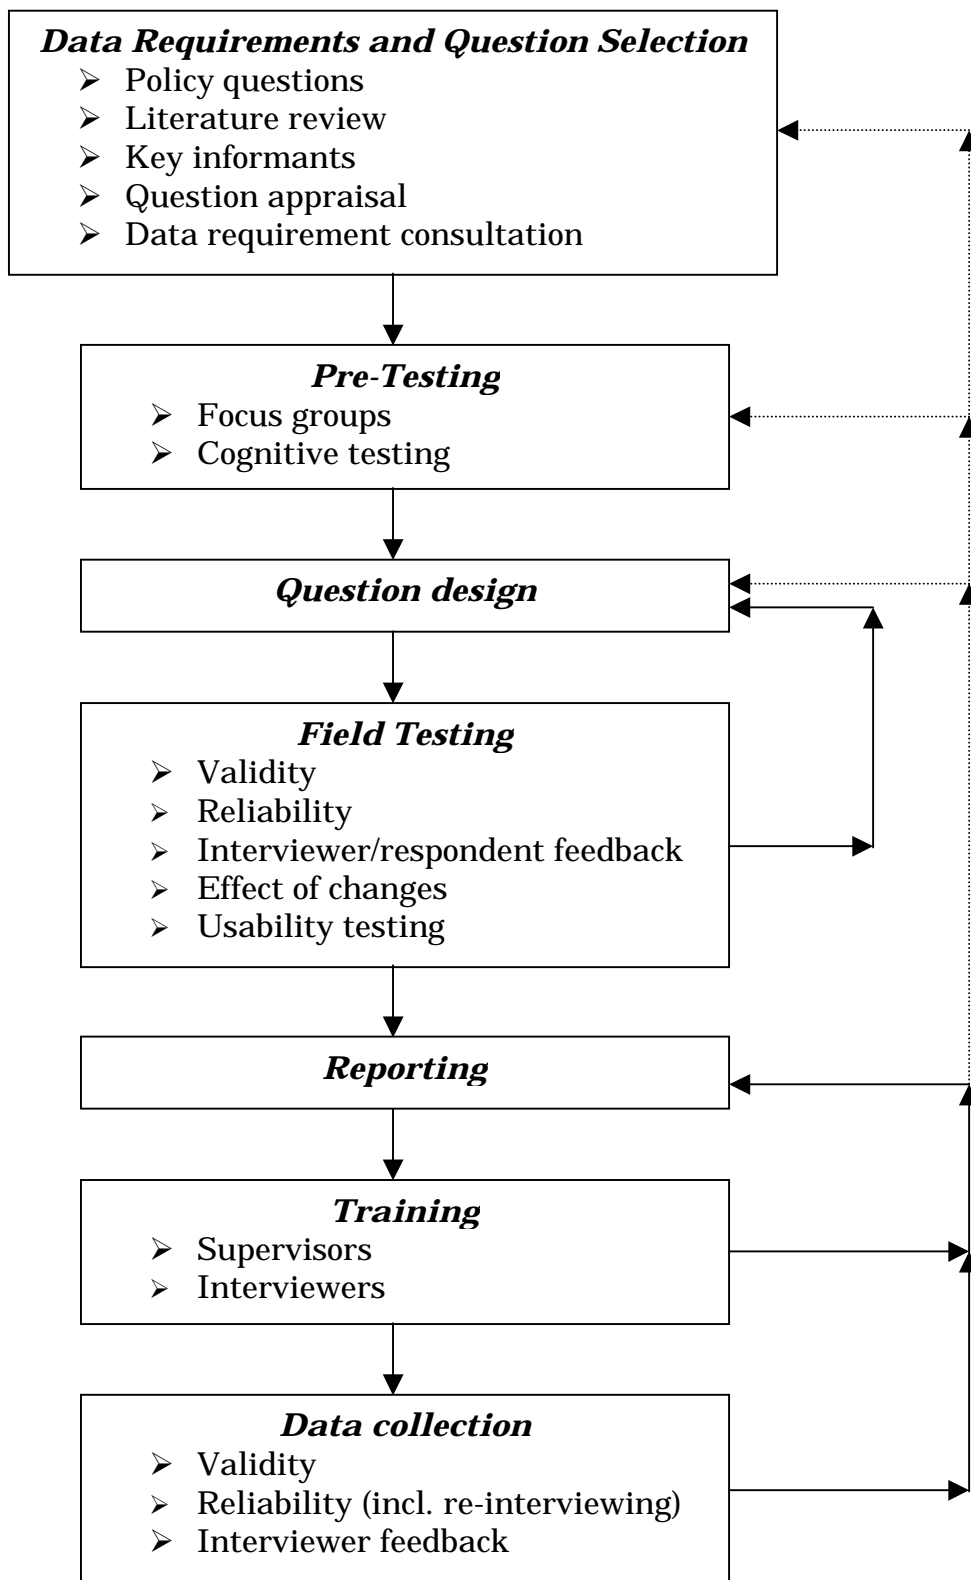 Data Requirements and Question Selection
➢ Policy questions
➢ Literature review
➢ Key informants
➢ Question appraisal
➢ Data requirement consultation
Pre-Testing
➢ Focus groups
➢ Cognitive testing
Question design
Field Testing
➢ Validity
➢ Reliability
➢ Interviewer/respondent feedback
➢ Effect of changes
➢ Usability testing
Reporting
Training
➢ Supervisors
➢ Interviewers
Data collection
➢ Validity
➢ Reliability (incl. re-interviewing)
➢ Interviewer feedback